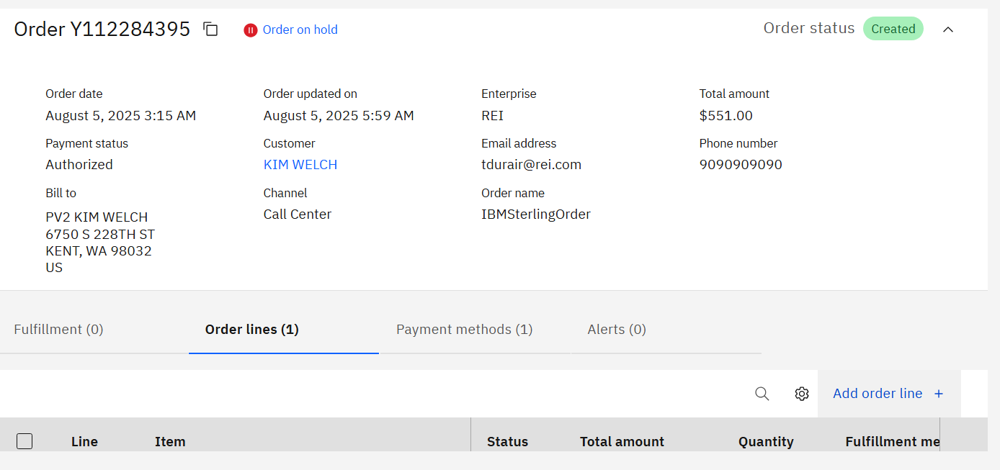 Order Y112284395
Order on hold
Order status
Created
Order date
August 5, 2025 3:15 AM
Order updated on
August 5, 2025 5:59 AM
Enterprise
REI
Total amount
$551.00
Payment status
Authorized
Customer
KIM WELCH
Email address
tdurair@rei.com
Phone number
9090909090
Bill to
PV2 KIM WELCH
6750 S 228TH ST
KENT, WA 98032
US
Channel
Call Center
Order name
IBMSterlingOrder
Fulfillment (0)
Order lines (1)
Payment methods (1)
Alerts (0)
Add order line +
Line
Item
Status
Total amount
Quantity
Fulfillment me